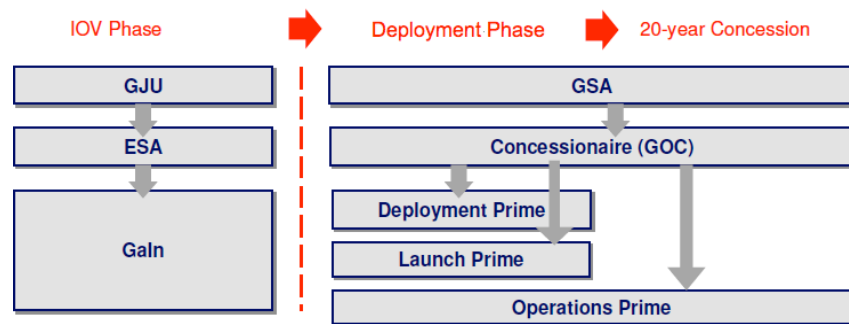 IOV Phase
Deployment Phase
20-year Concession
GJU
GSA
ESA
Concessionaire (GOC)
GaIn
Deployment Prime
Launch Prime
Operations Prime